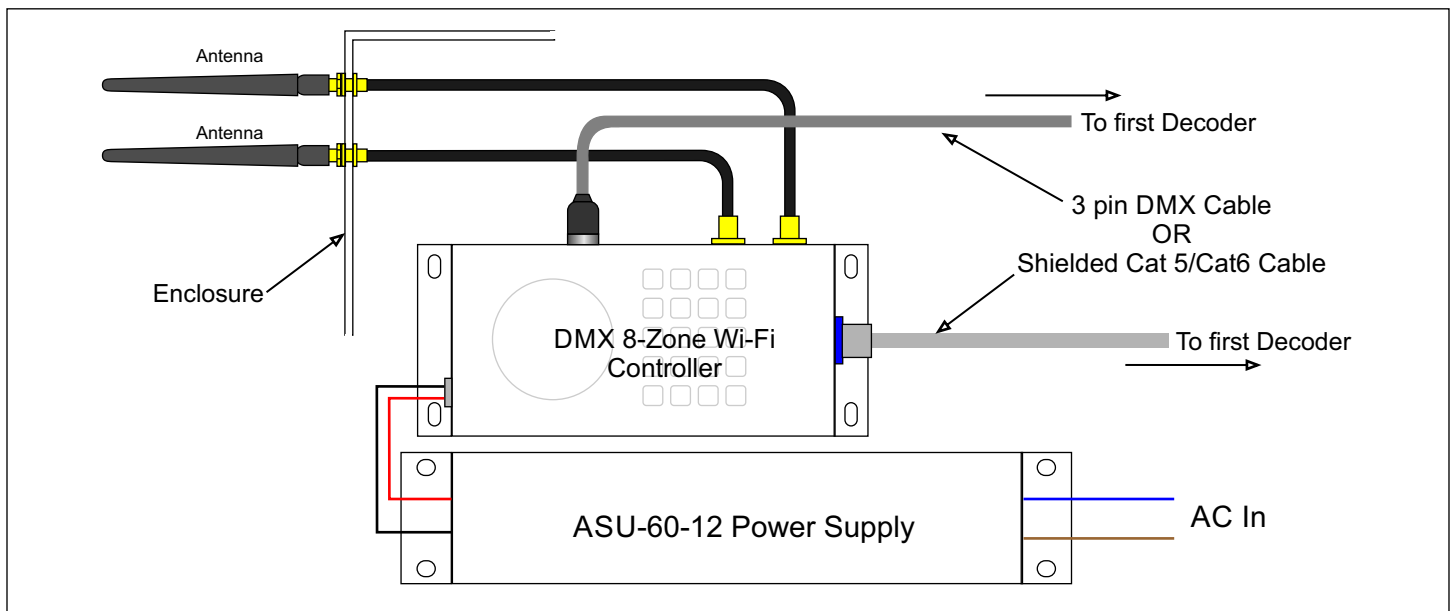 Antenna
Antenna
To first Decoder
3 pin DMX Cable
OR
Shielded Cat 5/Cat6 Cable
Enclosure
DMX 8-Zone Wi-Fi
Controller
To first Decoder
ASU-60-12 Power Supply
AC In